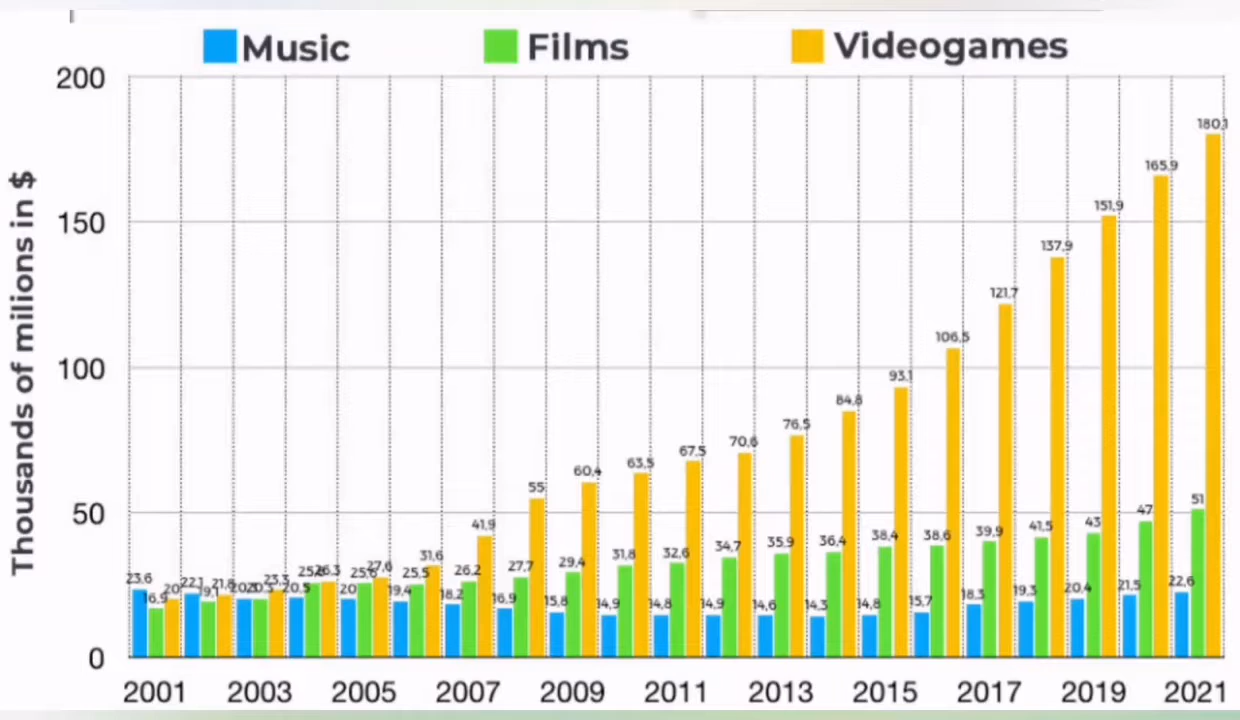 Music Films Videogames
200
150
100
50
0
Thousands of milions in $
23.6 16,9 20
22,1 21,8
20,3 23,3
20,5 26,3
20 25,6 27,6
19,4 25,5 31,6
18,2 26,2 41,9
16,9 27,7 55
15,8 29,4 60,4
14,9 31,8 63,5
14,8 32,6 67,5
14,9 34,7 70,6
14,6 35,9 76,5
14,3 36,4 84,8
14,8 38,4 93,1
15,7 38,6 106,5
18,3 39,9 121,7
19,3 41,5 137,9
20,4 43 151,9
21,5 47 165,9
22,6 51 180,1
2001 2003 2005 2007 2009 2011 2013 2015 2017 2019 2021